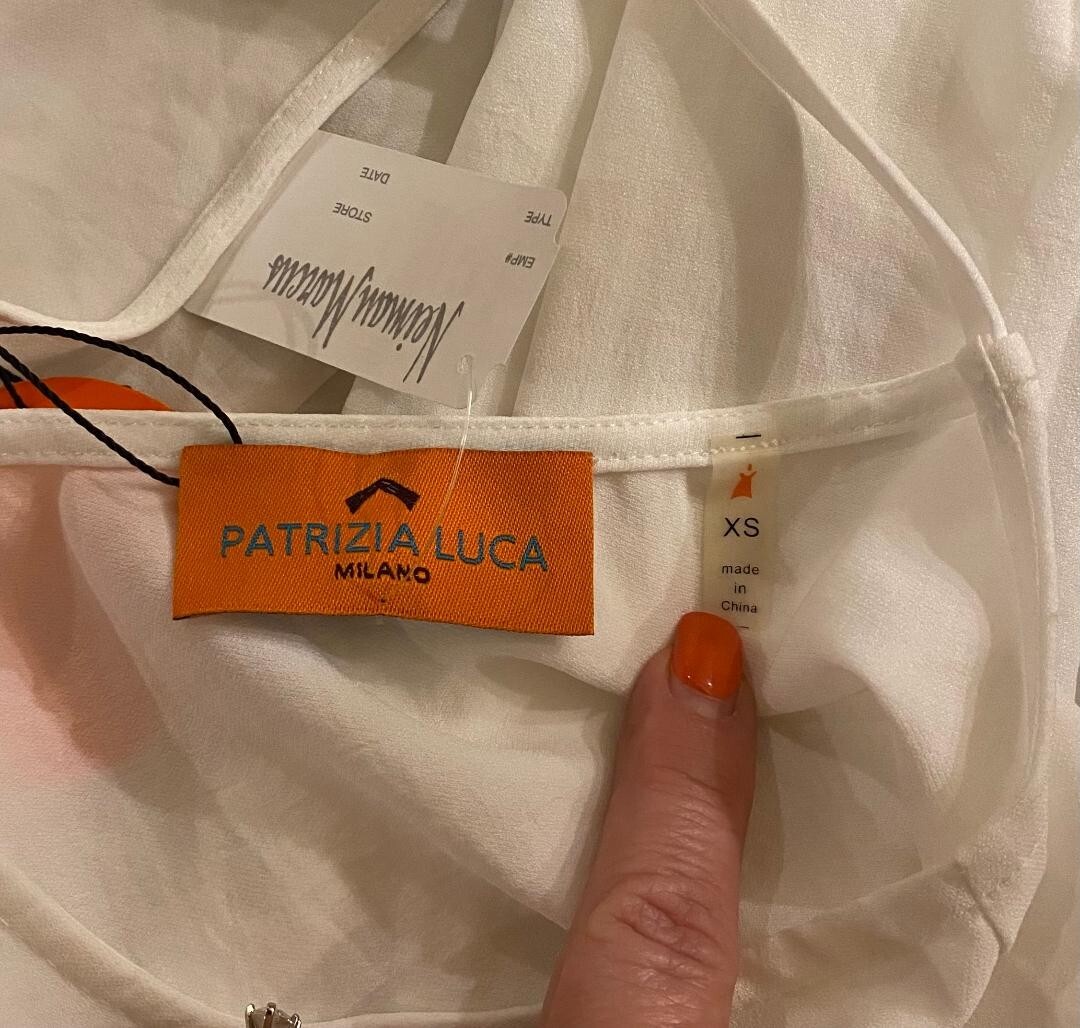 DATE
STORE
TYPE
EMP#
Neiman Marcus
PATRIZIA LUCA
MILANO
XS
made
in
China